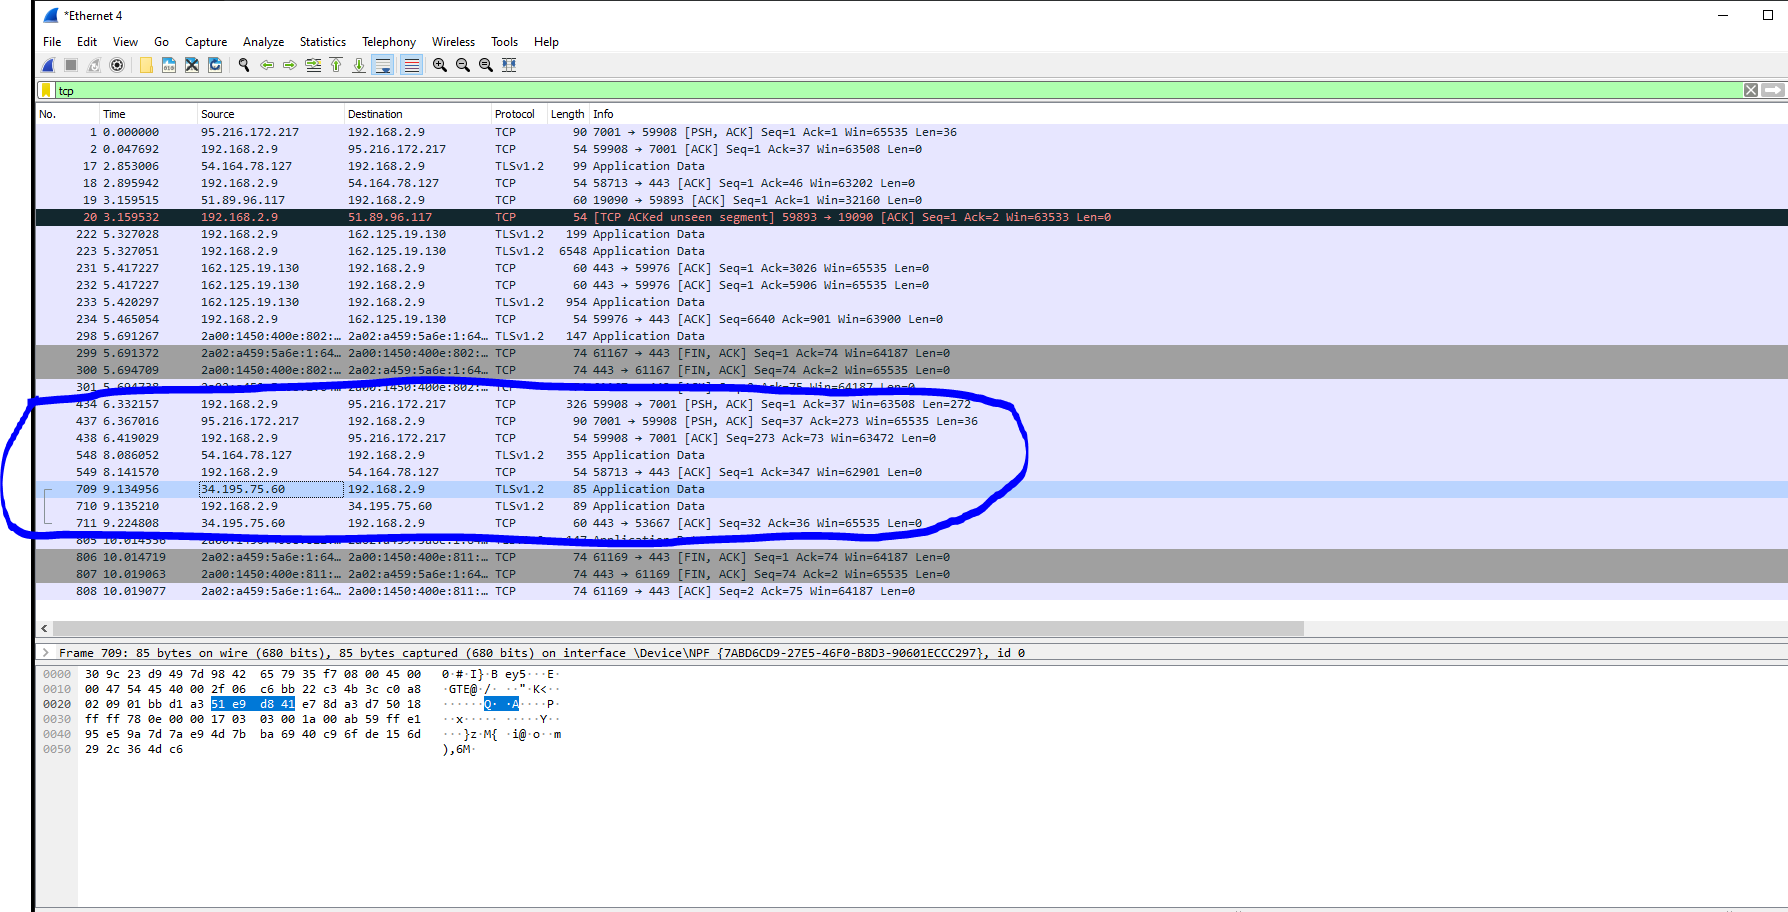 *Ethernet 4
File Edit View Go Capture Analyze Statistics Telephony Wireless Tools Help
tcp
No. Time Source Destination Protocol Length Info
1 0.000000 95.216.172.217 192.168.2.9 TCP 90 7001 → 59908 [PSH, ACK] Seq=1 Ack=1 Win=65535 Len=36
2 0.047692 192.168.2.9 95.216.172.217 TCP 54 59908 → 7001 [ACK] Seq=1 Ack=37 Win=63508 Len=0
17 2.853006 54.164.78.127 192.168.2.9 TLSv1.2 99 Application Data
18 2.895942 192.168.2.9 54.164.78.127 TCP 54 58713 → 443 [ACK] Seq=1 Ack=46 Win=63202 Len=0
19 3.159515 51.89.96.117 192.168.2.9 TCP 60 19090 → 59893 [ACK] Seq=1 Ack=1 Win=32160 Len=0
20 3.159532 192.168.2.9 51.89.96.117 TCP 54 [TCP ACKed unseen segment] 59893 → 19090 [ACK] Seq=1 Ack=2 Win=63533 Len=0
222 5.327028 192.168.2.9 162.125.19.130 TLSv1.2 199 Application Data
223 5.327051 192.168.2.9 162.125.19.130 TLSv1.2 6548 Application Data
231 5.417227 162.125.19.130 192.168.2.9 TCP 60 443 → 59976 [ACK] Seq=1 Ack=3026 Win=65535 Len=0
232 5.417227 162.125.19.130 192.168.2.9 TCP 60 443 → 59976 [ACK] Seq=1 Ack=5906 Win=65535 Len=0
233 5.420297 162.125.19.130 192.168.2.9 TLSv1.2 954 Application Data
234 5.465054 192.168.2.9 162.125.19.130 TCP 54 59976 → 443 [ACK] Seq=6640 Ack=901 Win=63900 Len=0
298 5.691267 2a00:1450:400e:802:… 2a02:a459:5a6e:1:64… TLSv1.2 147 Application Data
299 5.691372 2a02:a459:5a6e:1:64… 2a00:1450:400e:802:… TCP 74 61167 → 443 [FIN, ACK] Seq=1 Ack=74 Win=64187 Len=0
300 5.694709 2a00:1450:400e:802:… 2a02:a459:5a6e:1:64… TCP 74 443 → 61167 [FIN, ACK] Seq=74 Ack=2 Win=65535 Len=0
301 5.694738 2a00:1450:400e:802:… Ack=75 Win=64187 Len=0
434 6.332157 192.168.2.9 95.216.172.217 TCP 326 59908 → 7001 [PSH, ACK] Seq=1 Ack=37 Win=63508 Len=272
437 6.367016 95.216.172.217 192.168.2.9 TCP 90 7001 → 59908 [PSH, ACK] Seq=37 Ack=273 Win=65535 Len=36
438 6.419029 192.168.2.9 95.216.172.217 TCP 54 59908 → 7001 [ACK] Seq=273 Ack=73 Win=63472 Len=0
548 8.086052 54.164.78.127 192.168.2.9 TLSv1.2 355 Application Data
549 8.141570 192.168.2.9 54.164.78.127 TCP 54 58713 → 443 [ACK] Seq=1 Ack=347 Win=62901 Len=0
709 9.134956 34.195.75.60 192.168.2.9 TLSv1.2 85 Application Data
710 9.135210 192.168.2.9 34.195.75.60 TLSv1.2 89 Application Data
711 9.224808 34.195.75.60 192.168.2.9 TCP 60 443 → 53667 [ACK] Seq=32 Ack=36 Win=65535 Len=0
805 10.014556
806 10.014719 2a02:a459:5a6e:1:64… 2a00:1450:400e:811:… TCP 74 61169 → 443 [FIN, ACK] Seq=1 Ack=74 Win=64187 Len=0
807 10.019063 2a00:1450:400e:811:… 2a02:a459:5a6e:1:64… TCP 74 443 → 61169 [FIN, ACK] Seq=74 Ack=2 Win=65535 Len=0
808 10.019077 2a02:a459:5a6e:1:64… 2a00:1450:400e:811:… TCP 74 61169 → 443 [ACK] Seq=2 Ack=75 Win=64187 Len=0
Frame 709: 85 bytes on wire (680 bits), 85 bytes captured (680 bits) on interface \Device\NPF {7ABD6CD9-27E5-46F0-B8D3-90601ECCC297}, id 0
0000 30 9c 23 d9 49 7d 98 42 65 79 35 f7 08 00 45 00 0·#·I}·B ey5···E·
0010 00 47 54 45 40 00 2f 06 c6 bb 22 c3 4b 3c c0 a8 ·GTE@·/· ··"·K<··
0020 02 09 01 bb d1 a3 51 e9 d8 41 e7 8d a3 d7 50 18 ······Q· ·A····P·
0030 ff ff 78 0e 00 00 17 03 03 00 1a 00 ab 59 ff e1 ··x····· ·····Y··
0040 95 e5 9a 7d 7a e9 4d 7b ba 69 40 c9 6f de 15 6d ···}z·M{ ·i@·o··m
0050 29 2c 36 4d c6 ),6M·